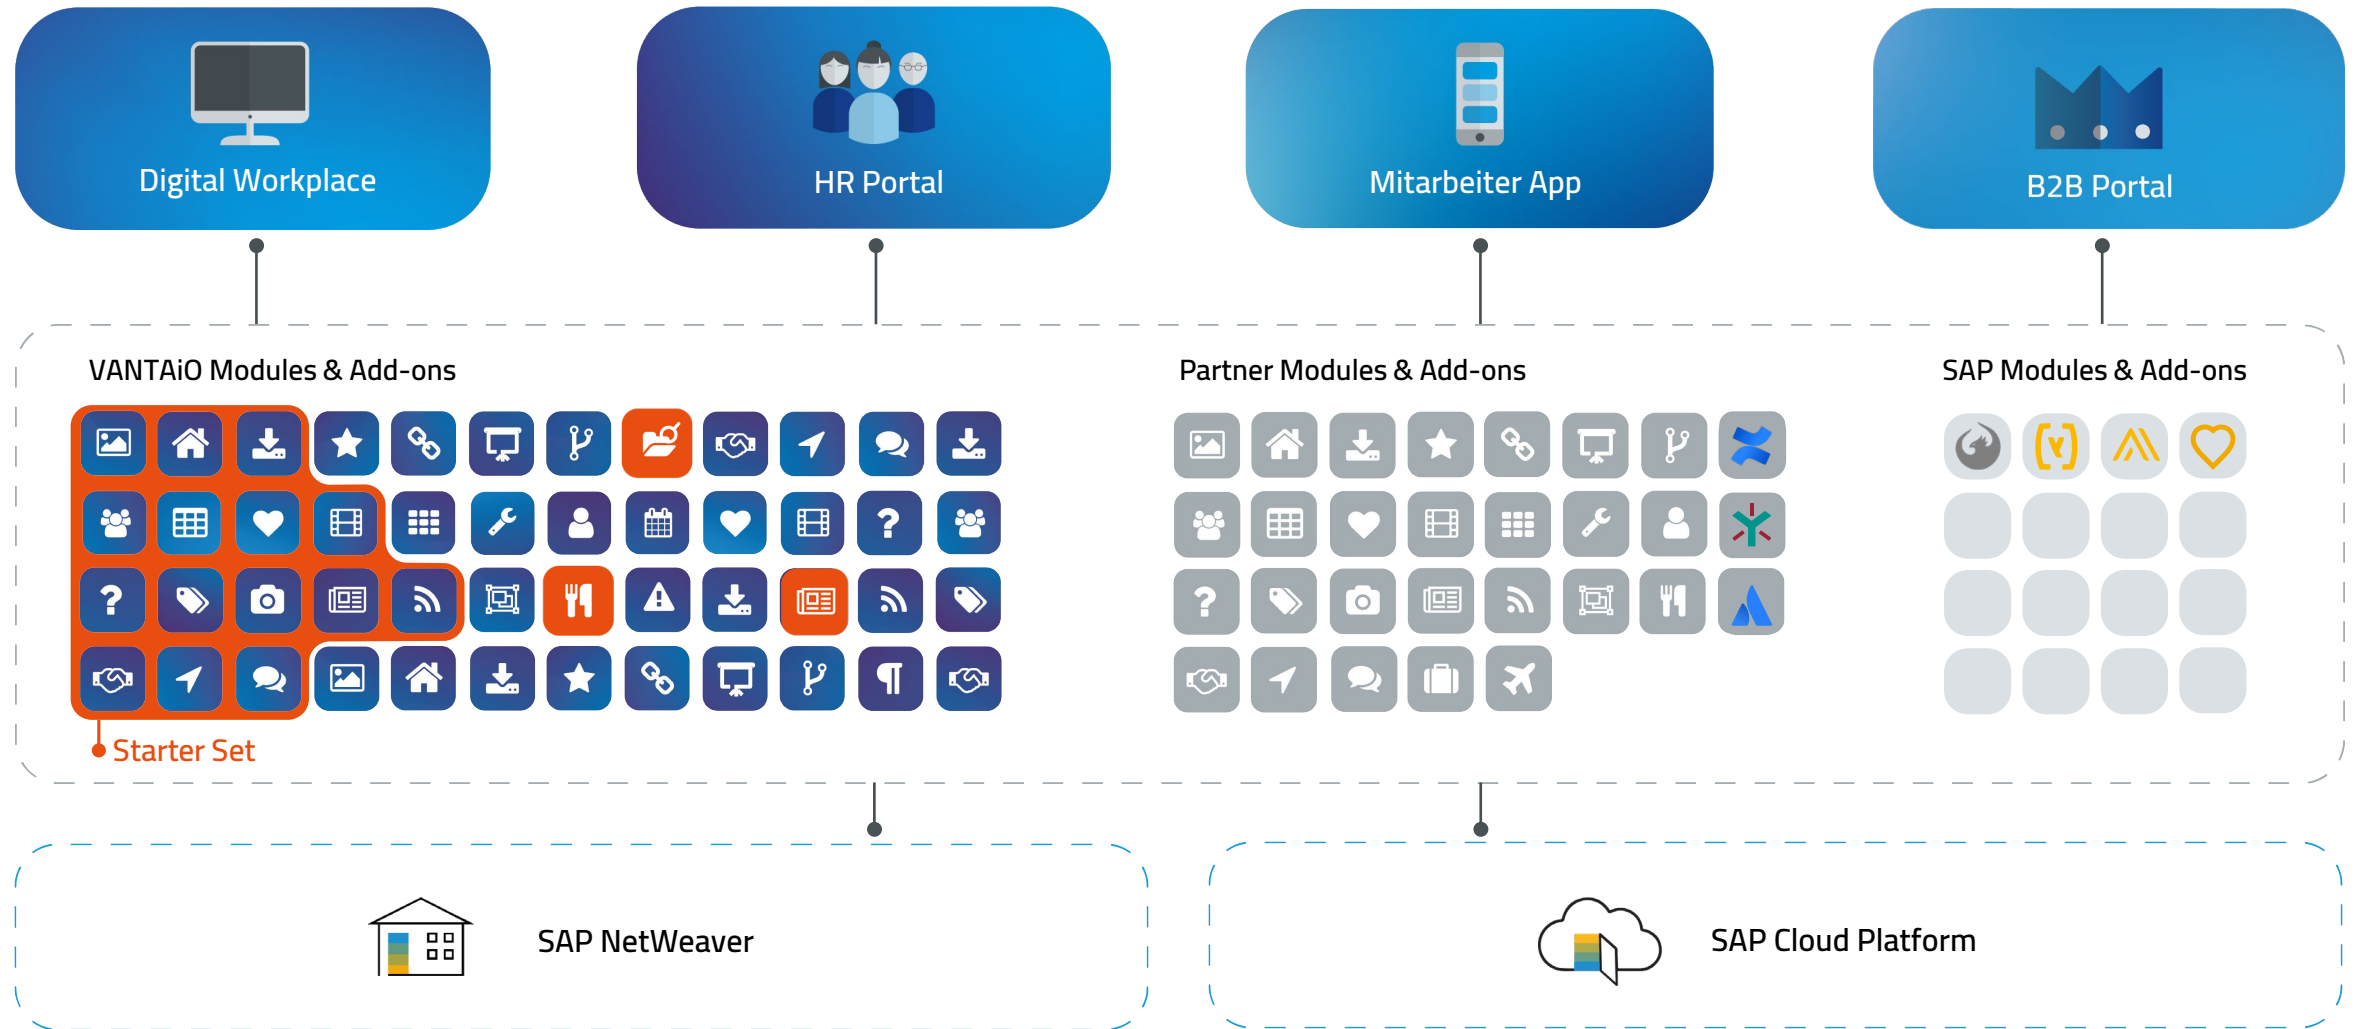 Digital Workplace
HR Portal
Mitarbeiter App
B2B Portal
VANTAiO Modules & Add-ons
Partner Modules & Add-ons
SAP Modules & Add-ons
Starter Set
SAP NetWeaver
SAP Cloud Platform